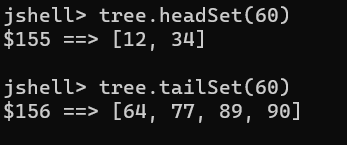 jshell> tree.headSet(60)
$155 ==> [12, 34]
jshell> tree.tailSet(60)
$156 ==> [64, 77, 89, 90]